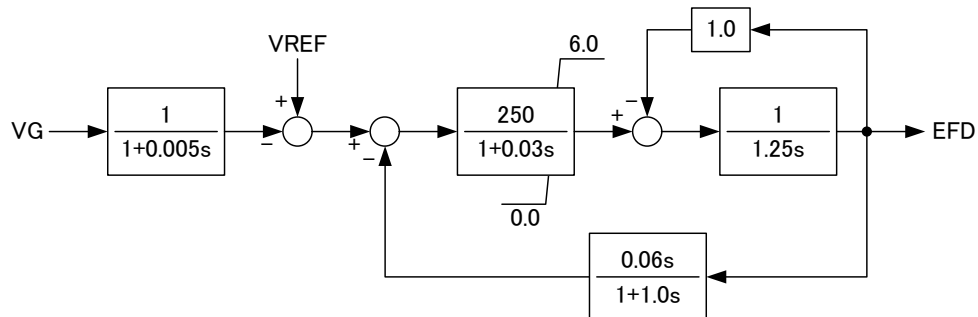 1.0
VREF
6.0
+
−
VG
1
1+0.005s
−
+
−
250
1+0.03s
+
1
1.25s
EFD
0.0
0.06s
1+1.0s